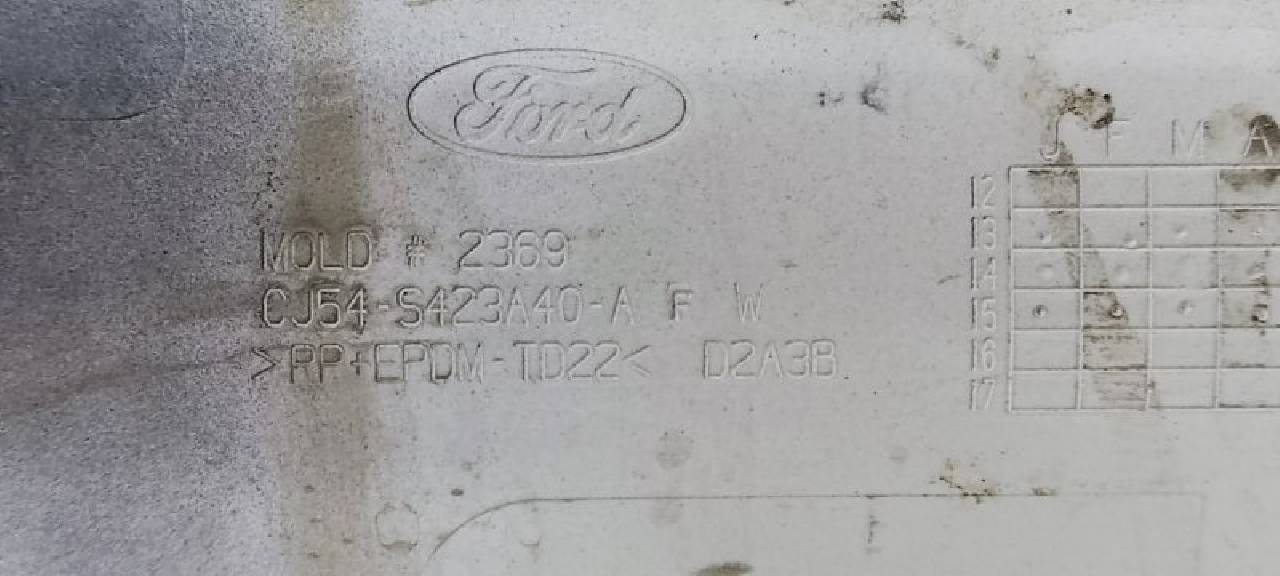 Ford
MOLD # 2369
CJ54-S423A40-A F W
>PP+EPDM-TD22< D2A3B
J F M A
12
13
14
15
16
17